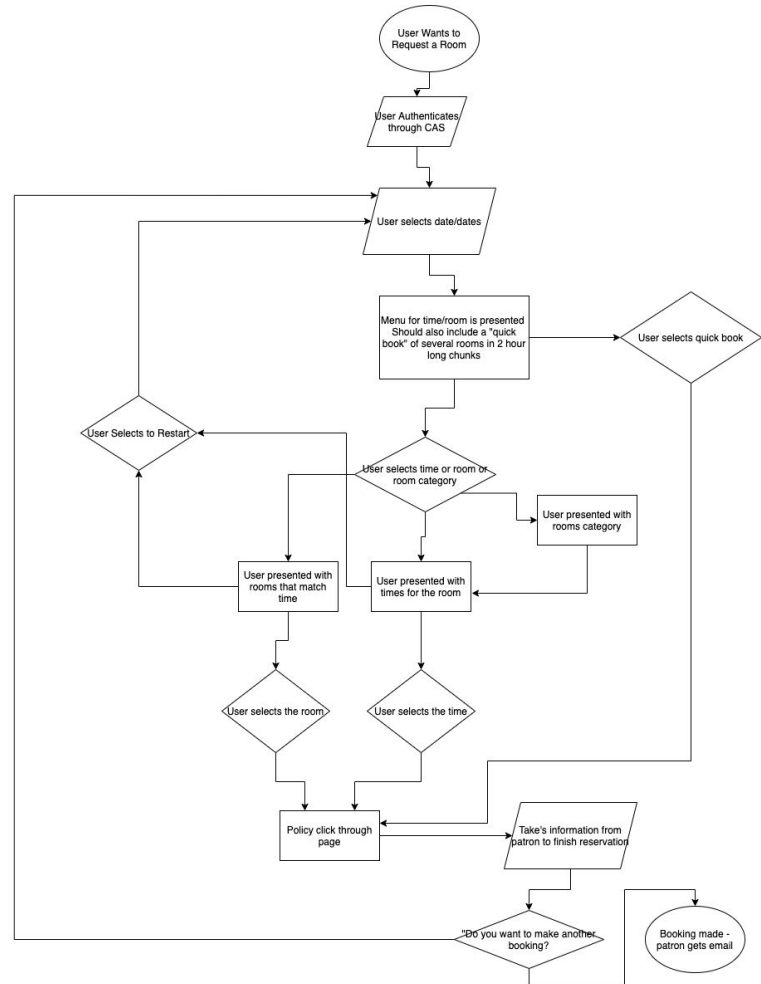 User Wants to
Request a Room
User Authenticates
through CAS
User selects date/dates
Menu for time/room is presented
Should also include a "quick
book" of several rooms in 2 hour
long chunks
User selects quick book
User Selects to Restart
User selects time or room or
room category
User presented with
rooms category
User presented with
rooms that match
time
User presented with
times for the room
User selects the room
User selects the time
Policy click through
page
Take's information from
patron to finish reservation
"Do you want to make another
booking?
Booking made -
patron gets email